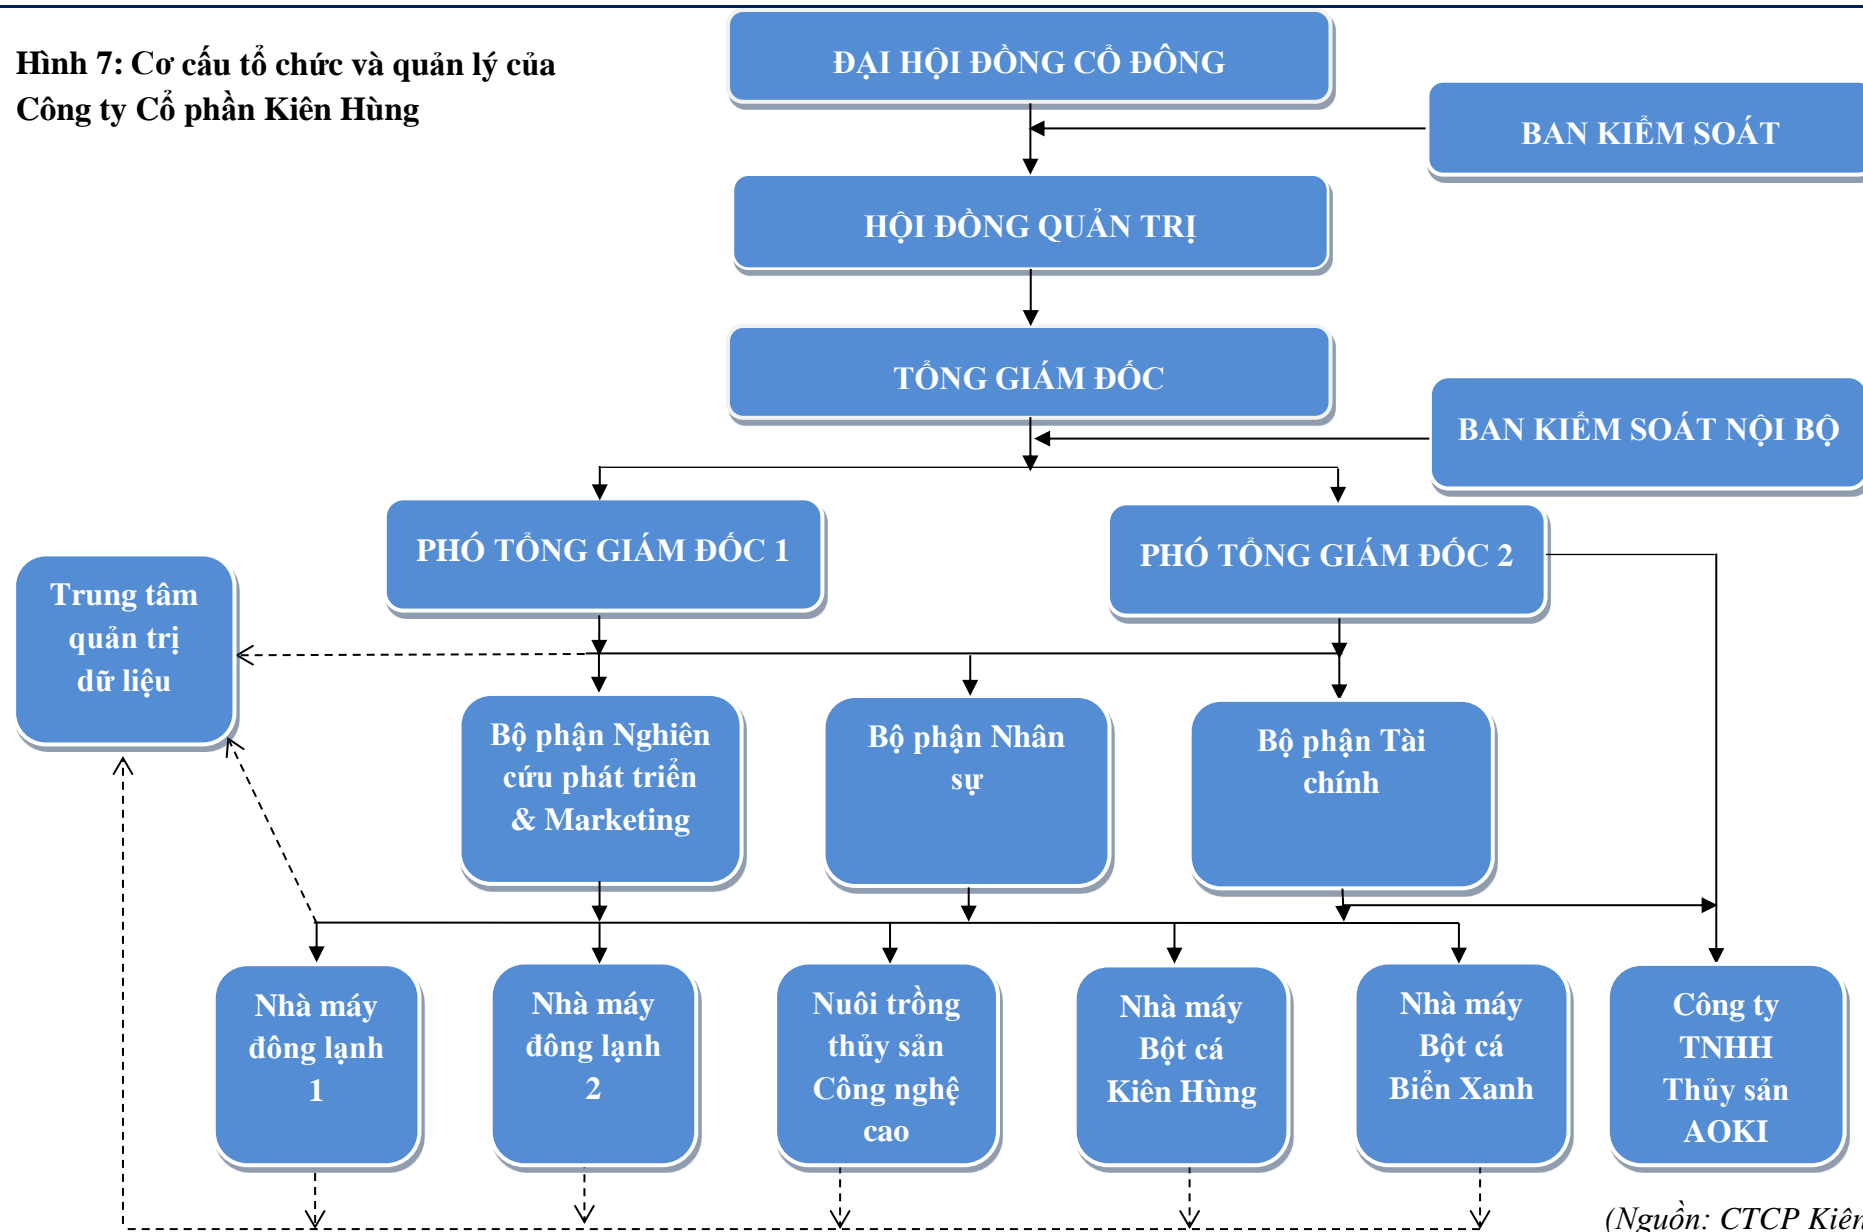 Hình 7: Cơ cấu tổ chức và quản lý của
Công ty Cổ phần Kiên Hùng
ĐẠI HỘI ĐỒNG CỔ ĐÔNG
BAN KIỂM SOÁT
HỘI ĐỒNG QUẢN TRỊ
TỔNG GIÁM ĐỐC
BAN KIỂM SOÁT NỘI BỘ
PHÓ TỔNG GIÁM ĐỐC 1
PHÓ TỔNG GIÁM ĐỐC 2
Trung tâm
quản trị
dữ liệu
Bộ phận Nghiên
cứu phát triển
& Marketing
Bộ phận Nhân
sự
Bộ phận Tài
chính
Nhà máy
đông lạnh
1
Nhà máy
đông lạnh
2
Nuôi trồng
thủy sản
Công nghệ
cao
Nhà máy
Bột cá
Kiên Hùng
Nhà máy
Bột cá
Biển Xanh
Công ty
TNHH
Thủy sản
AOKI
(Nguồn: CTCP Kiên